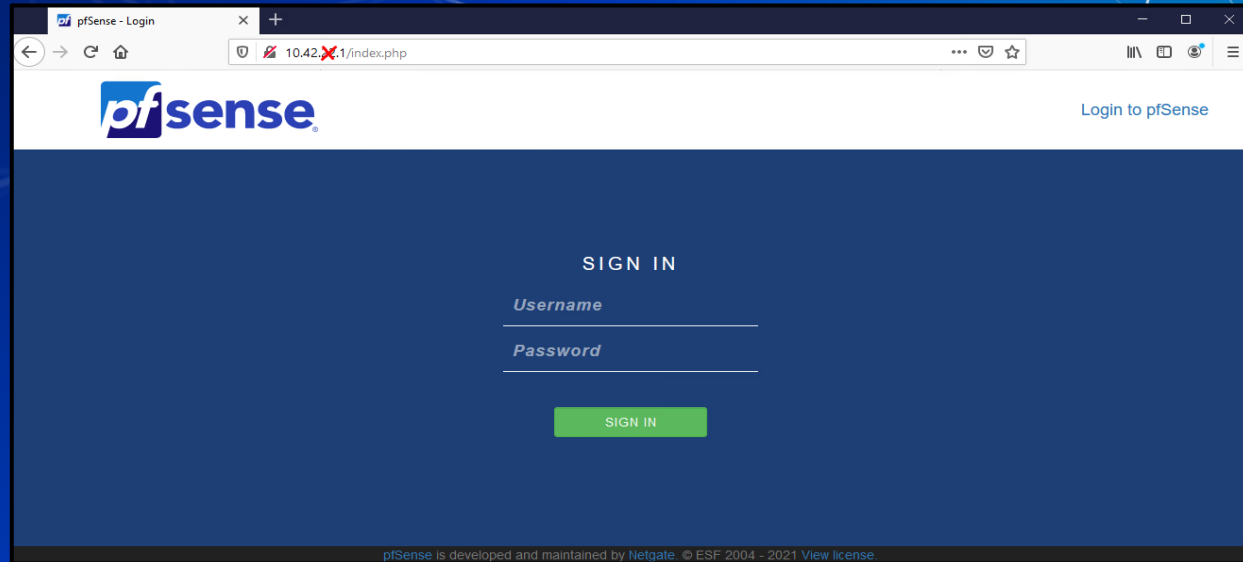 pfSense - Login
10.42. .1/index.php
pfsense®
Login to pfSense
SIGN IN
Username
Password
SIGN IN
pfSense is developed and maintained by Netgate. © ESF 2004 - 2021 View license.